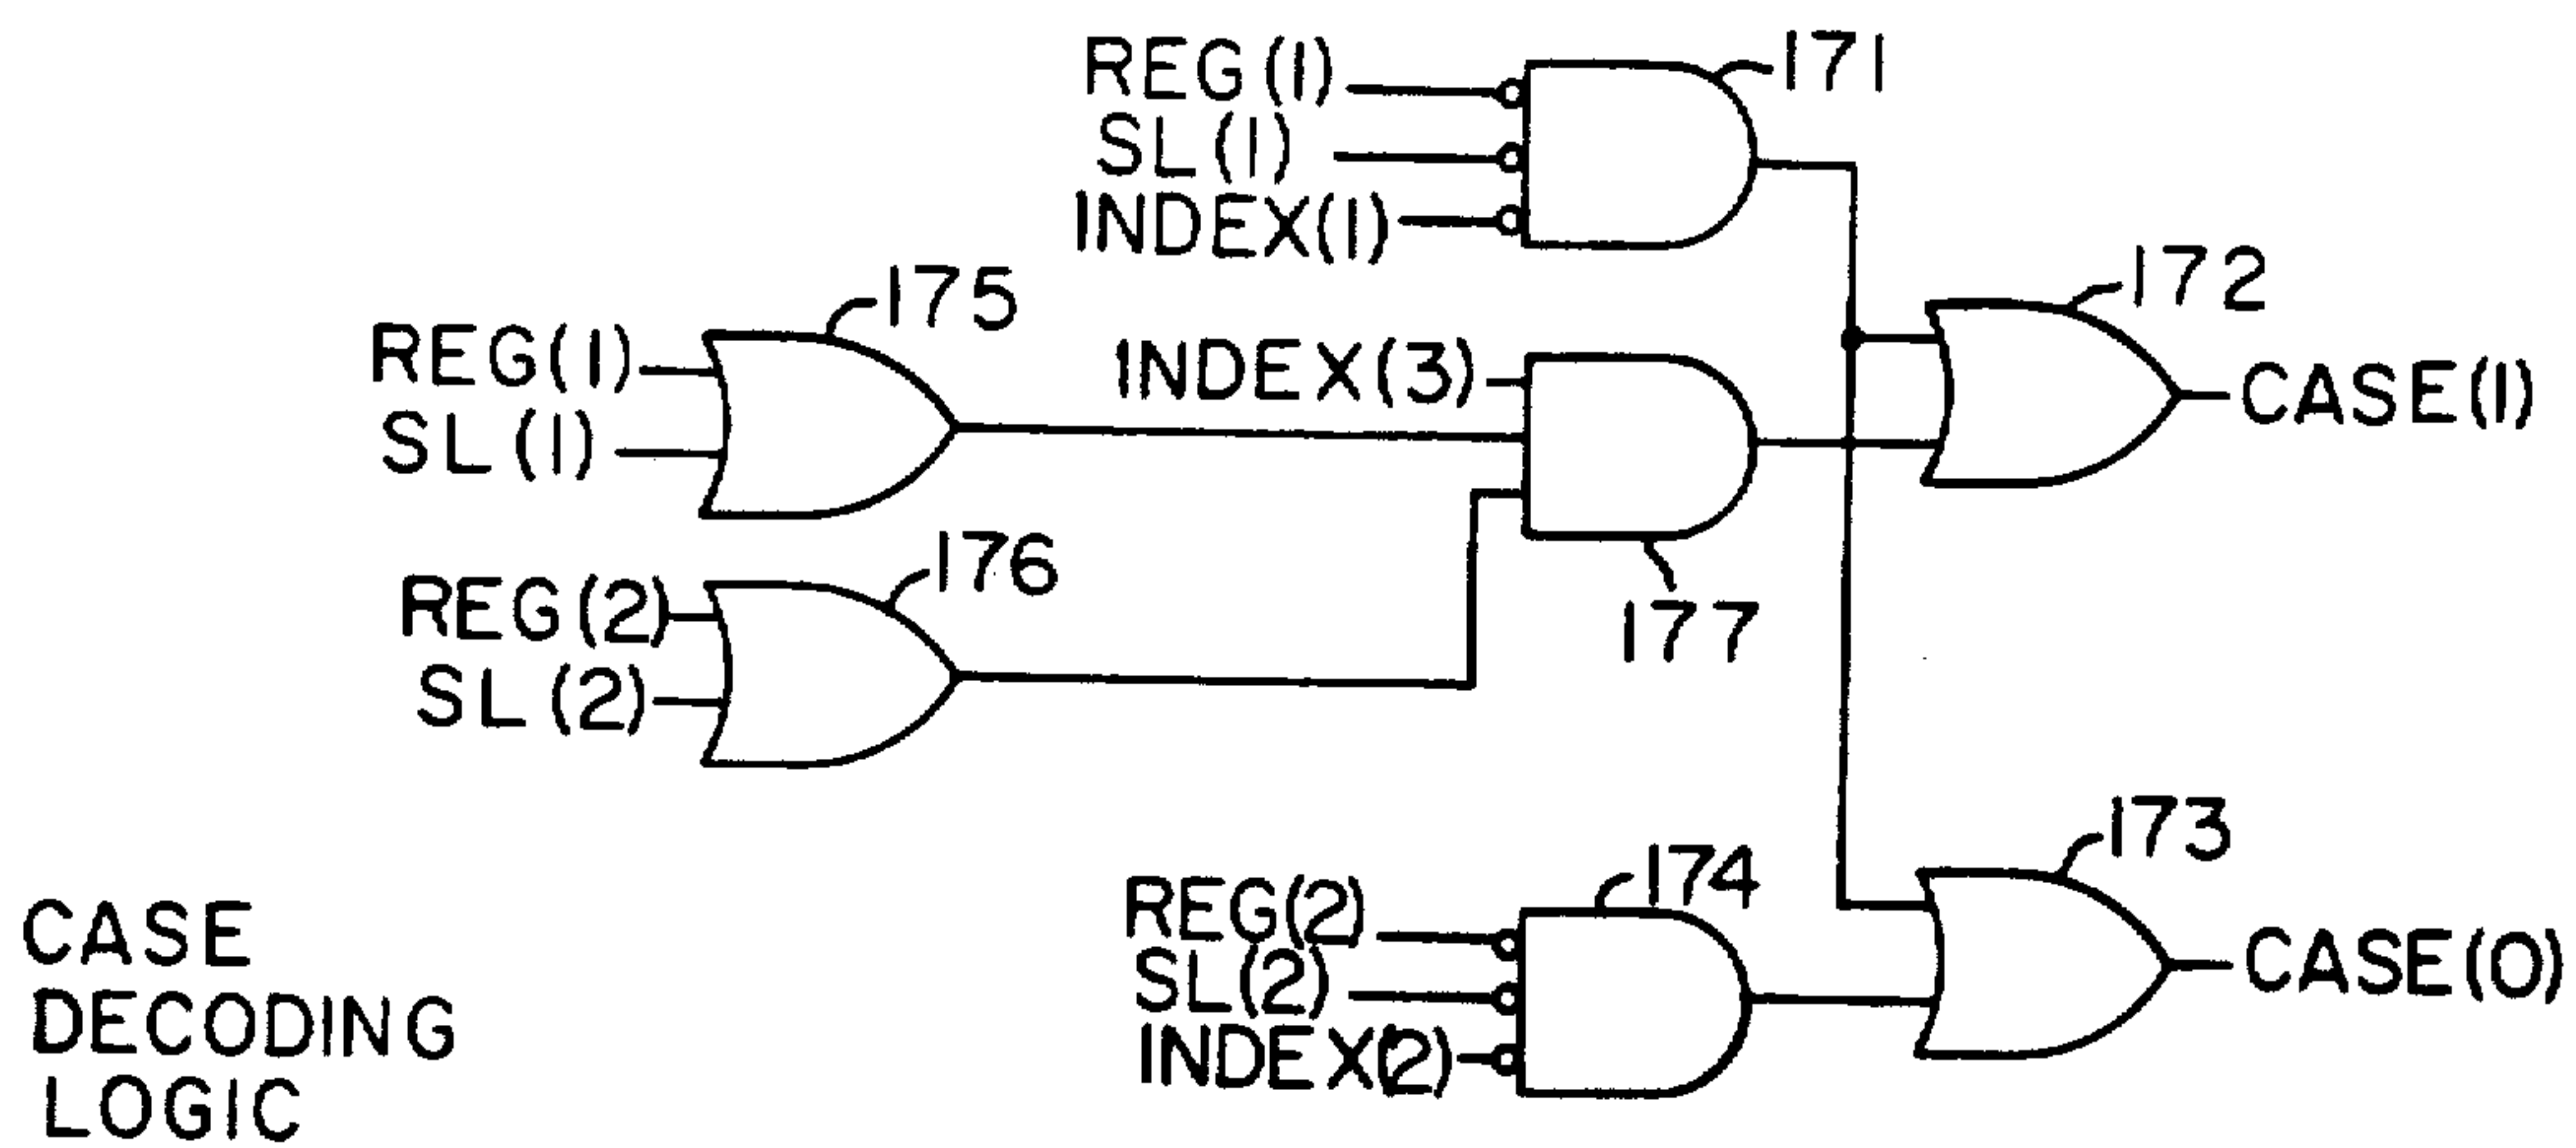 REG(1)
SL(1)
INDEX(1)
171
172
175
REG(1)
SL(1)
INDEX(3)
CASE(1)
176
REG(2)
SL(2)
177
173
174
REG(2)
SL(2)
INDEX(2)
CASE(0)
CASE
DECODING
LOGIC